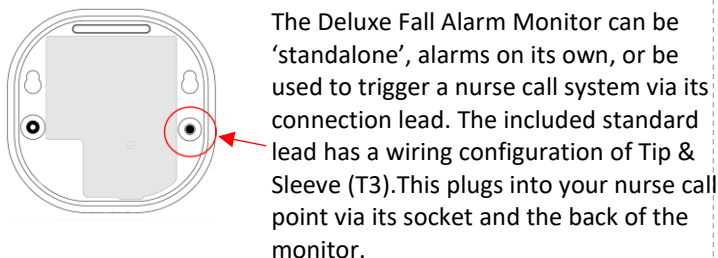 The Deluxe Fall Alarm Monitor can be
‘standalone’, alarms on its own, or be
used to trigger a nurse call system via its
connection lead. The included standard
lead has a wiring configuration of Tip &
Sleeve (T3).This plugs into your nurse call
point via its socket and the back of the
monitor.